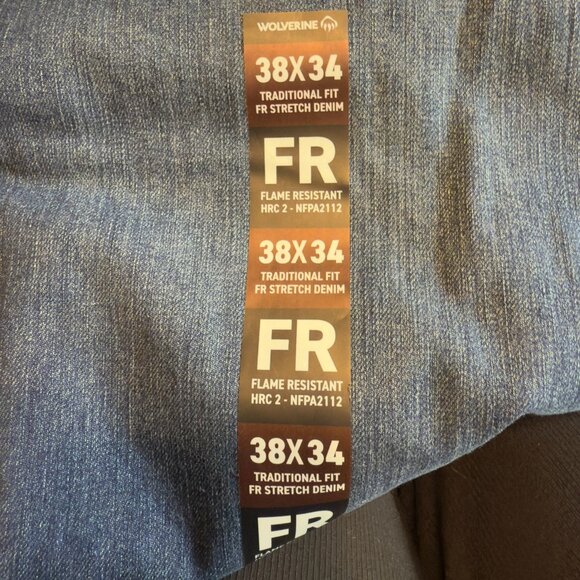 WOLVERINE
38X34
TRADITIONAL FIT
FR STRETCH DENIM
FR
FLAME RESISTANT
HRC 2 - NFPA2112
38X34
TRADITIONAL FIT
FR STRETCH DENIM
FR
FLAME RESISTANT
HRC 2 - NFPA2112
38X34
TRADITIONAL FIT
FR STRETCH DENIM
FR